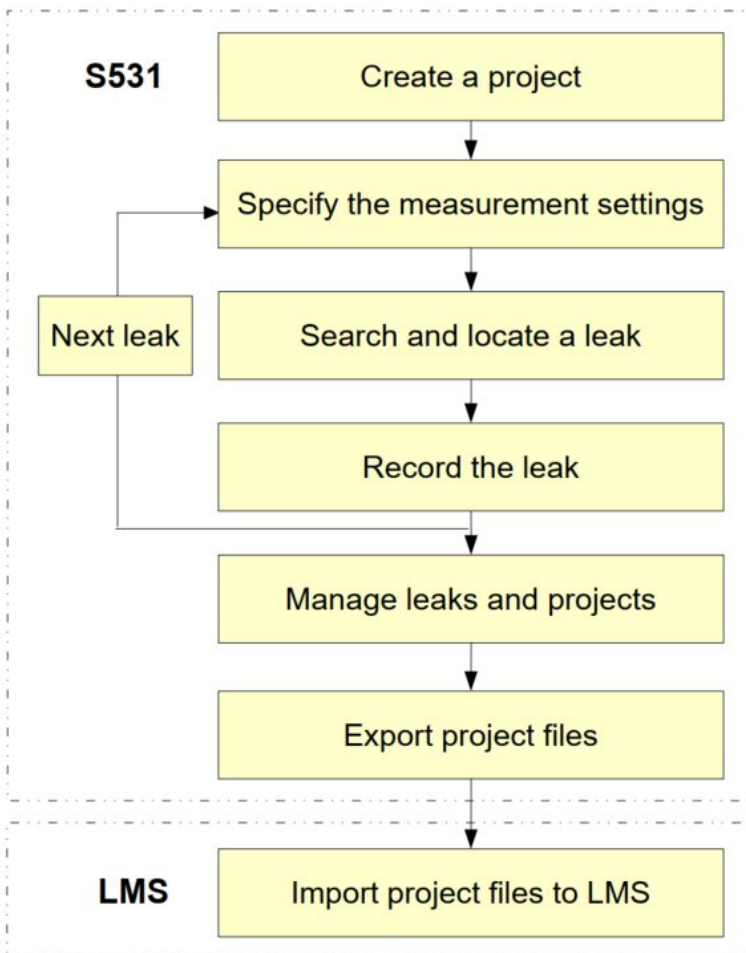 S531
Create a project
Specify the measurement settings
Next leak
Search and locate a leak
Record the leak
Manage leaks and projects
Export project files
LMS
Import project files to LMS